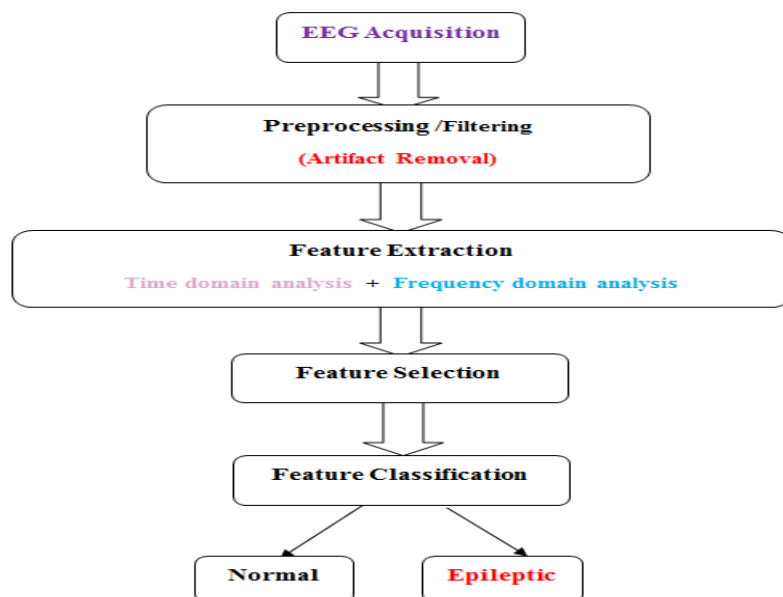 EEG Acquisition
Preprocessing /Filtering
(Artifact Removal)
Feature Extraction
Time domain analysis + Frequency domain analysis
Feature Selection
Feature Classification
Normal
Epileptic